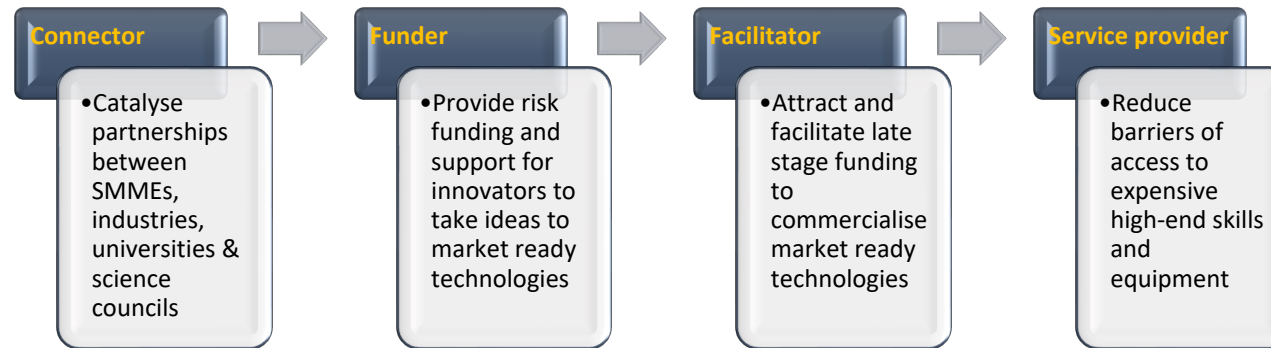 Connector
•Catalyse
partnerships
between
SMMEs,
industries,
universities &
science
councils
Funder
•Provide risk
funding and
support for
innovators to
take ideas to
market ready
technologies
Facilitator
•Attract and
facilitate late
stage funding
to
commercialise
market ready
technologies
Service provider
•Reduce
barriers of
access to
expensive
high-end skills
and
equipment